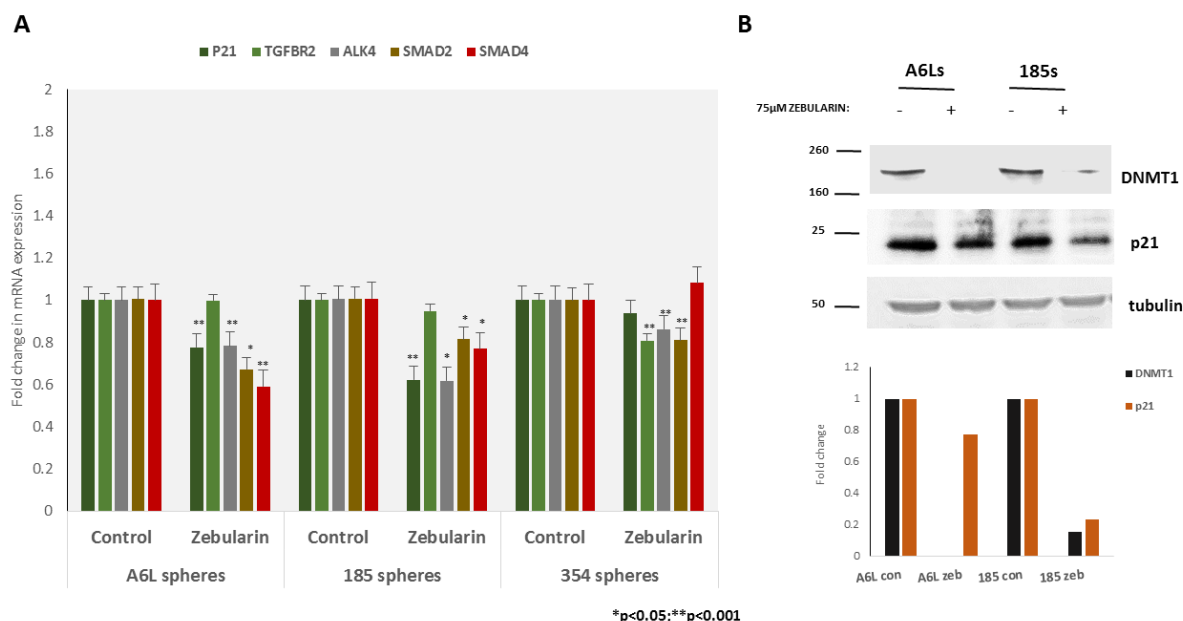 A
P21 TGFBR2 ALK4 SMAD2 SMAD4
Fold change in mRNA expression
2
1.8
1.6
1.4
1.2
1
0.8
0.6
0.4
0.2
0
** ** * **
** * * *
** ** **
Control Zebularin Control Zebularin Control Zebularin
A6L spheres 185 spheres 354 spheres
*p<0.05;**p<0.001
B
A6Ls 185s
75µM ZEBULARIN: - + - +
260
160
DNMT1
25
p21
50
tubulin
DNMT1
p21
Fold change
1.2
1
0.8
0.6
0.4
0.2
0
A6L con A6L zeb 185 con 185 zeb